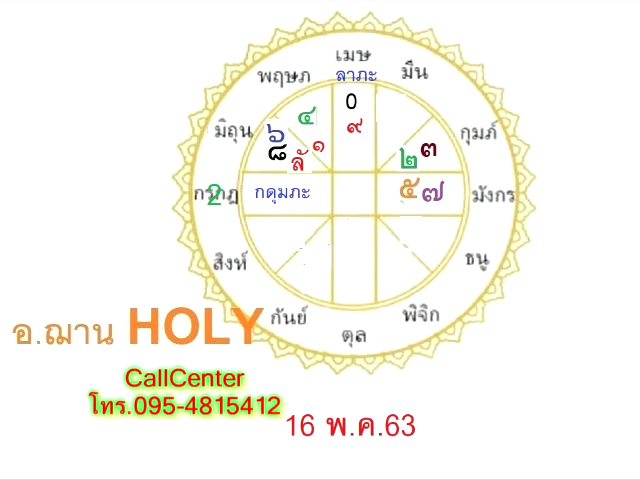 เมษ
พฤษภ ลาภะ มีน
0
๔ ๙
มิถุน ๖ กุมภ์
๘ ลั ๑ ๒ ๓
กรกฎ 2 กดุมภะ ๕ ๗ มังกร
สิงห์ ธนู
กันย์ พิจิก
ตุล
อ.ฌาน HOLY
CallCenter
โทร.095-4815412
16 พ.ค.63